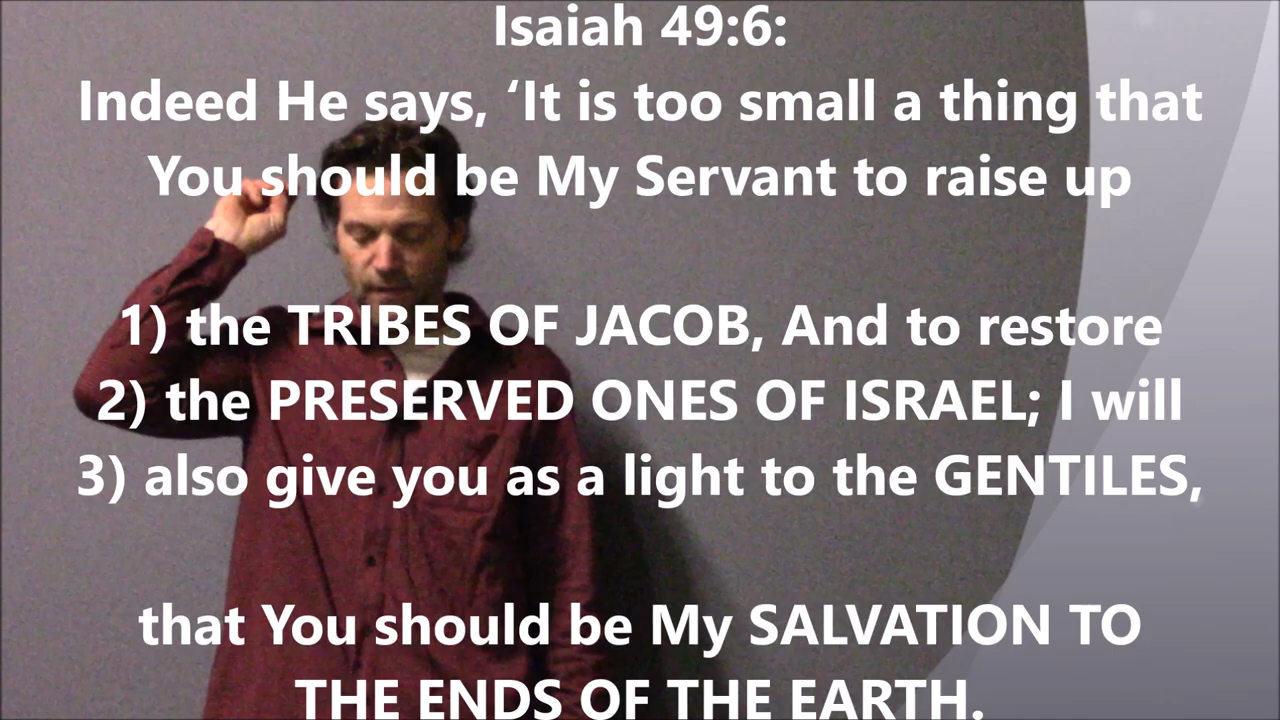 Isaiah 49:6:
Indeed He says, ‘It is too small a thing that
You should be My Servant to raise up
1) the TRIBES OF JACOB, And to restore
2) the PRESERVED ONES OF ISRAEL; I will
3) also give you as a light to the GENTILES,
that You should be My SALVATION TO
THE ENDS OF THE EARTH.